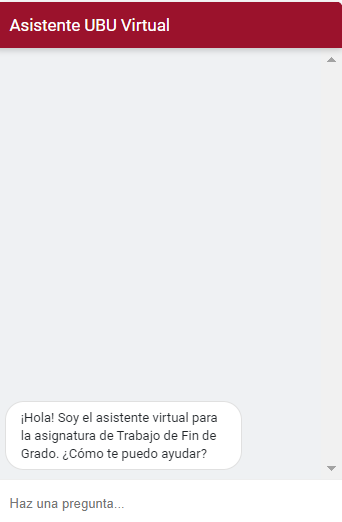 Asistente UBU Virtual
¡Hola! Soy el asistente virtual para
la asignatura de Trabajo de Fin de
Grado. ¿Cómo te puedo ayudar?
Haz una pregunta...